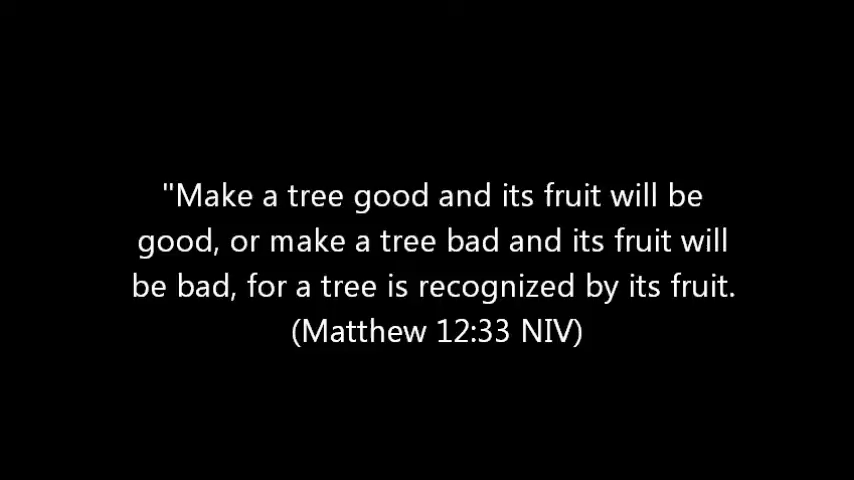 "Make a tree good and its fruit will be
good, or make a tree bad and its fruit will
be bad, for a tree is recognized by its fruit.
(Matthew 12:33 NIV)